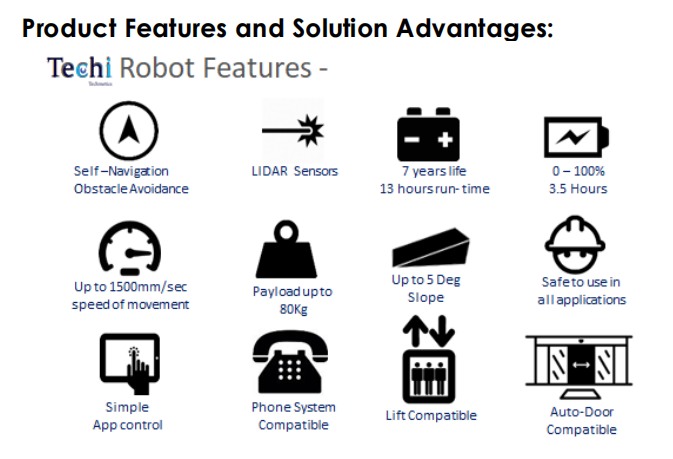 Product Features and Solution Advantages:
Techi Robot Features -
Self –Navigation
Obstacle Avoidance
LIDAR Sensors
7 years life
13 hours run- time
0 – 100%
3.5 Hours
Up to 1500mm/sec
speed of movement
Payload up to
80Kg
Up to 5 Deg
Slope
Safe to use in
all applications
Simple
App control
Phone System
Compatible
Lift Compatible
Auto-Door
Compatible